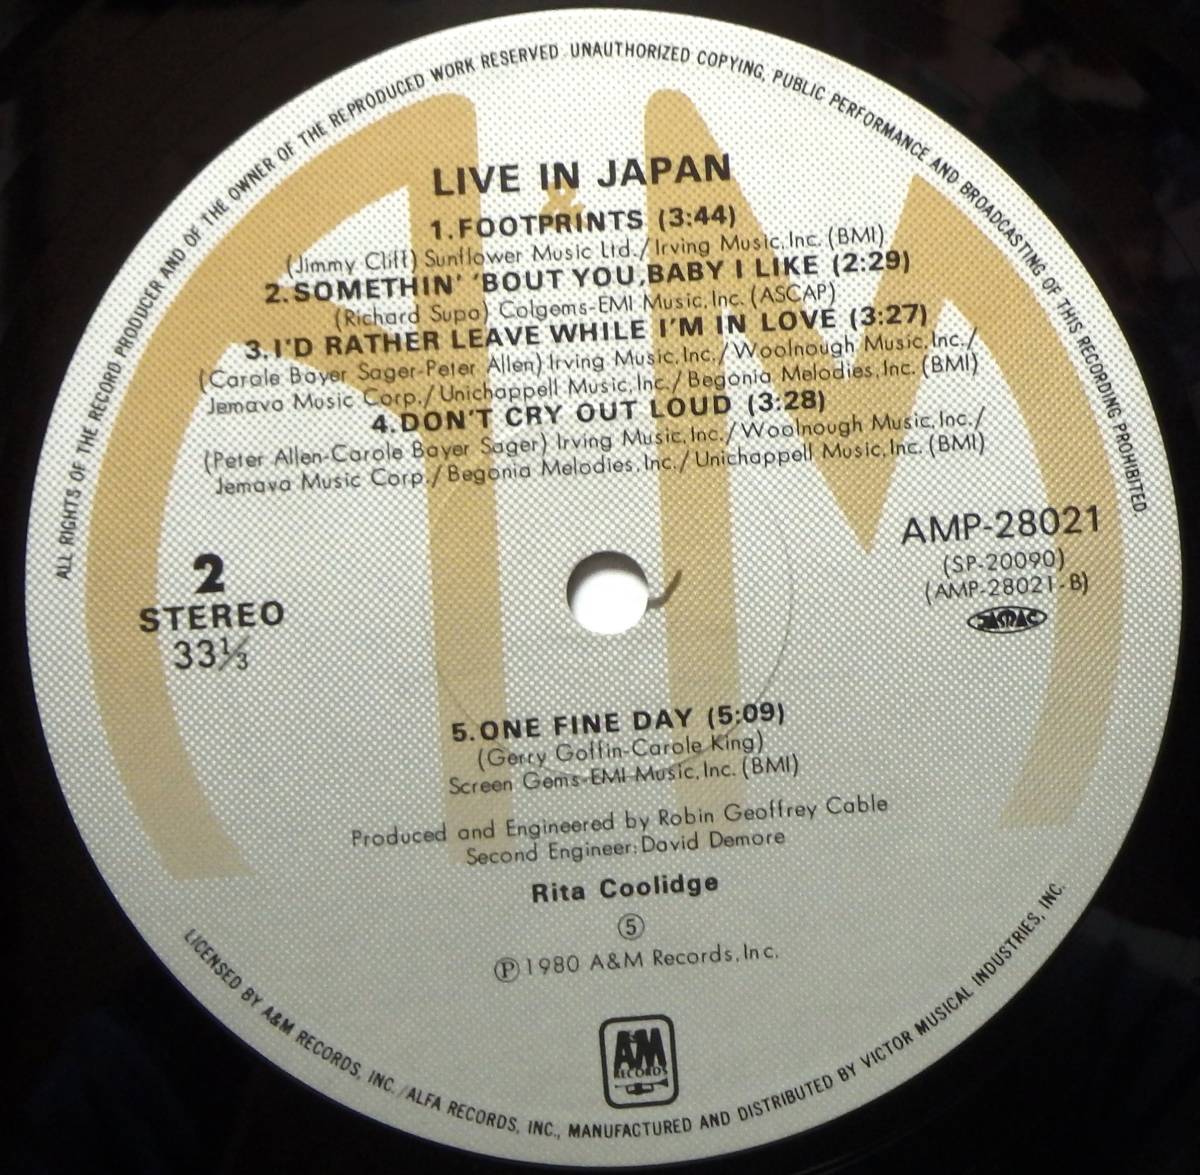 ALL RIGHTS OF THE RECORD PRODUCER AND OF THE OWNER OF THE REPRODUCED WORK RESERVED UNAUTHORIZED COPYING, PUBLIC PERFORMANCE AND BROADCASTING OF THIS RECORDING PROHIBITED
LIVE IN JAPAN
1. FOOTPRINTS (3:44)
(Jimmy Cliff) Sunflower Music Ltd./Irving Music, Inc. (BMI)
2. SOMETHIN' 'BOUT YOU, BABY I LIKE (2:29)
(Richard Supa) Colgems-EMI Music, Inc. (ASCAP)
3. I'D RATHER LEAVE WHILE I'M IN LOVE (3:27)
(Carole Bayer Sager-Peter Allen) Irving Music, Inc./Woolnough Music, Inc./
Jemava Music Corp./Unichappell Music, Inc./Begonia Melodies, Inc. (BMI)
4. DON'T CRY OUT LOUD (3:28)
(Peter Allen-Carole Bayer Sager) Irving Music, Inc./Woolnough Music, Inc./
Jemava Music Corp./Begonia Melodies, Inc./Unichappell Music, Inc. (BMI)
AMP-28021
(SP-20090)
(AMP-28021-B)
JASRAC
2
STEREO
33⅓
5. ONE FINE DAY (5:09)
(Gerry Goffin-Carole King)
Screen Gems-EMI Music, Inc. (BMI)
Produced and Engineered by Robin Geoffrey Cable
Second Engineer: David Demore
Rita Coolidge
⑤
℗1980 A&M Records, Inc.
A&M
RECORDS
LICENSED BY A&M RECORDS, INC./ALFA RECORDS, INC., MANUFACTURED AND DISTRIBUTED BY VICTOR MUSICAL INDUSTRIES, INC.